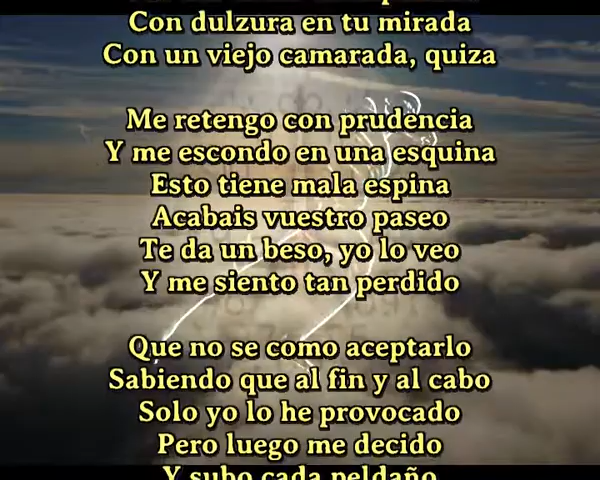 Con dulzura en tu mirada
Con un viejo camarada, quiza
Me retengo con prudencia
Y me escondo en una esquina
Esto tiene mala espina
Acabais vuestro paseo
Te da un beso, yo lo veo
Y me siento tan perdido
Que no se como aceptarlo
Sabiendo que al fin y al cabo
Solo yo lo he provocado
Pero luego me decido
Y subo cada peldaño